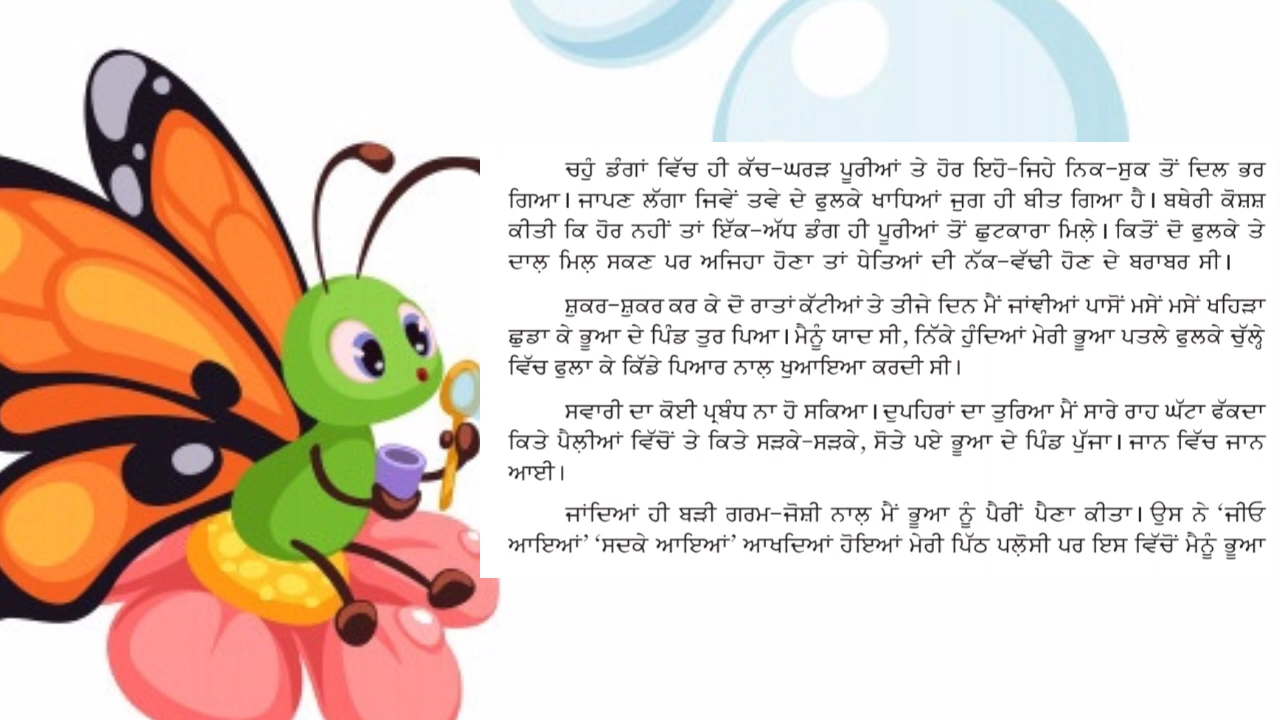 ਚਹੁੰ ਡੰਗਾਂ ਵਿੱਚ ਹੀ ਕੱਚ-ਘਰੜ ਪੂਰੀਆਂ ਤੇ ਹੋਰ ਇਹੋ-ਜਿਹੇ ਨਿਕ-ਸੁਕ ਤੋਂ ਦਿਲ ਭਰ
ਗਿਆ। ਜਾਪਣ ਲੱਗਾ ਜਿਵੇਂ ਤਵੇ ਦੇ ਫੁਲਕੇ ਖਾਧਿਆਂ ਜੁਗ ਹੀ ਬੀਤ ਗਿਆ ਹੈ। ਬਥੇਰੀ ਕੋਸ਼ਸ਼
ਕੀਤੀ ਕਿ ਹੋਰ ਨਹੀਂ ਤਾਂ ਇੱਕ-ਅੱਧ ਡੰਗ ਹੀ ਪੂਰੀਆਂ ਤੋਂ ਛੁਟਕਾਰਾ ਮਿਲ਼ੇ। ਕਿਤੋਂ ਦੋ ਫੁਲਕੇ ਤੇ
ਦਾਲ਼ ਮਿਲ਼ ਸਕਣ ਪਰ ਅਜਿਹਾ ਹੋਣਾ ਤਾਂ ਧੇਤਿਆਂ ਦੀ ਨੱਕ-ਵੱਢੀ ਹੋਣ ਦੇ ਬਰਾਬਰ ਸੀ।
ਸ਼ੁਕਰ-ਸ਼ੁਕਰ ਕਰ ਕੇ ਦੋ ਰਾਤਾਂ ਕੱਟੀਆਂ ਤੇ ਤੀਜੇ ਦਿਨ ਮੈਂ ਜਾਂਞੀਆਂ ਪਾਸੋਂ ਮਸੇਂ ਮਸੇਂ ਖਹਿੜਾ
ਛੁਡਾ ਕੇ ਭੂਆ ਦੇ ਪਿੰਡ ਤੁਰ ਪਿਆ। ਮੈਨੂੰ ਯਾਦ ਸੀ, ਨਿੱਕੇ ਹੁੰਦਿਆਂ ਮੇਰੀ ਭੂਆ ਪਤਲੇ ਫੁਲਕੇ ਚੁੱਲ੍ਹੇ
ਵਿੱਚ ਫੁਲਾ ਕੇ ਕਿੱਡੇ ਪਿਆਰ ਨਾਲ਼ ਖੁਆਇਆ ਕਰਦੀ ਸੀ।
ਸਵਾਰੀ ਦਾ ਕੋਈ ਪ੍ਰਬੰਧ ਨਾ ਹੋ ਸਕਿਆ। ਦੁਪਹਿਰਾਂ ਦਾ ਤੁਰਿਆ ਮੈਂ ਸਾਰੇ ਰਾਹ ਘੱਟਾ ਫੱਕਦਾ
ਕਿਤੇ ਪੈਲ਼ੀਆਂ ਵਿੱਚੋਂ ਤੇ ਕਿਤੇ ਸੜਕੇ-ਸੜਕੇ, ਸੋਤੇ ਪਏ ਭੂਆ ਦੇ ਪਿੰਡ ਪੁੱਜਾ। ਜਾਨ ਵਿੱਚ ਜਾਨ
ਆਈ।
ਜਾਂਦਿਆਂ ਹੀ ਬੜੀ ਗਰਮ-ਜੋਸ਼ੀ ਨਾਲ਼ ਮੈਂ ਭੂਆ ਨੂੰ ਪੈਰੀਂ ਪੈਣਾ ਕੀਤਾ। ਉਸ ਨੇ ‘ਜੀਓ
ਆਇਆਂ’ ‘ਸਦਕੇ ਆਇਆਂ’ ਆਖਦਿਆਂ ਹੋਇਆਂ ਮੇਰੀ ਪਿੱਠ ਪਲ਼ੋਸੀ ਪਰ ਇਸ ਵਿੱਚੋਂ ਮੈਨੂੰ ਭੂਆ